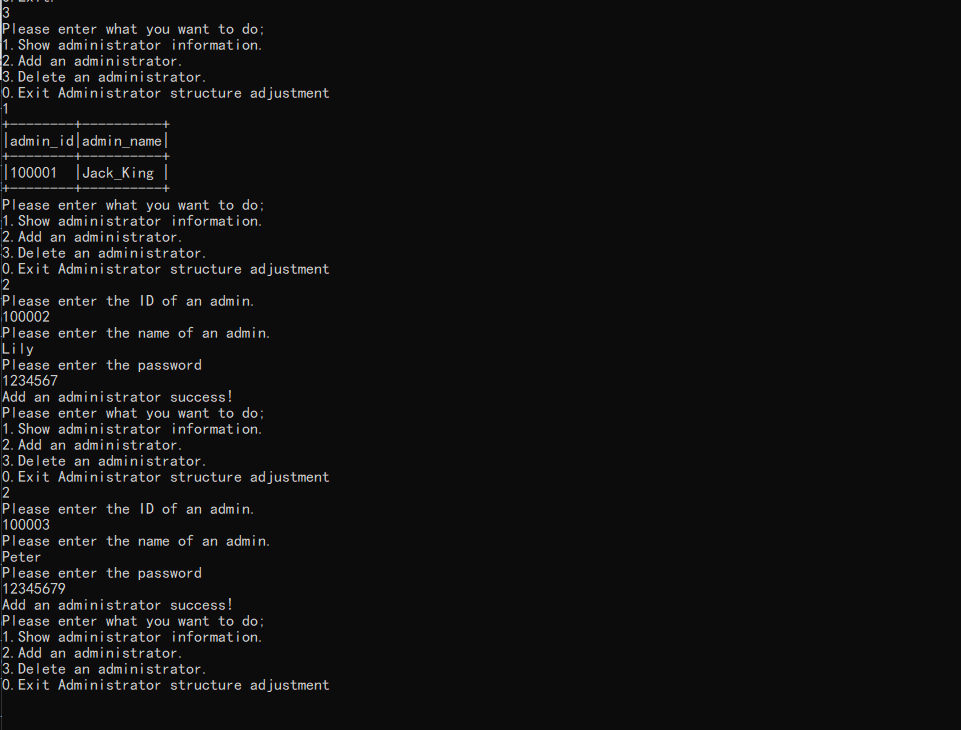 3
Please enter what you want to do;
1.Show administrator information.
2.Add an administrator.
3.Delete an administrator.
0.Exit Administrator structure adjustment
1
+--------+----------+
|admin_id|admin_name|
+--------+----------+
|100001  |Jack_King |
+--------+----------+
Please enter what you want to do;
1.Show administrator information.
2.Add an administrator.
3.Delete an administrator.
0.Exit Administrator structure adjustment
2
Please enter the ID of an admin.
100002
Please enter the name of an admin.
Lily
Please enter the password
1234567
Add an administrator success!
Please enter what you want to do;
1.Show administrator information.
2.Add an administrator.
3.Delete an administrator.
0.Exit Administrator structure adjustment
2
Please enter the ID of an admin.
100003
Please enter the name of an admin.
Peter
Please enter the password
12345679
Add an administrator success!
Please enter what you want to do;
1.Show administrator information.
2.Add an administrator.
3.Delete an administrator.
0.Exit Administrator structure adjustment